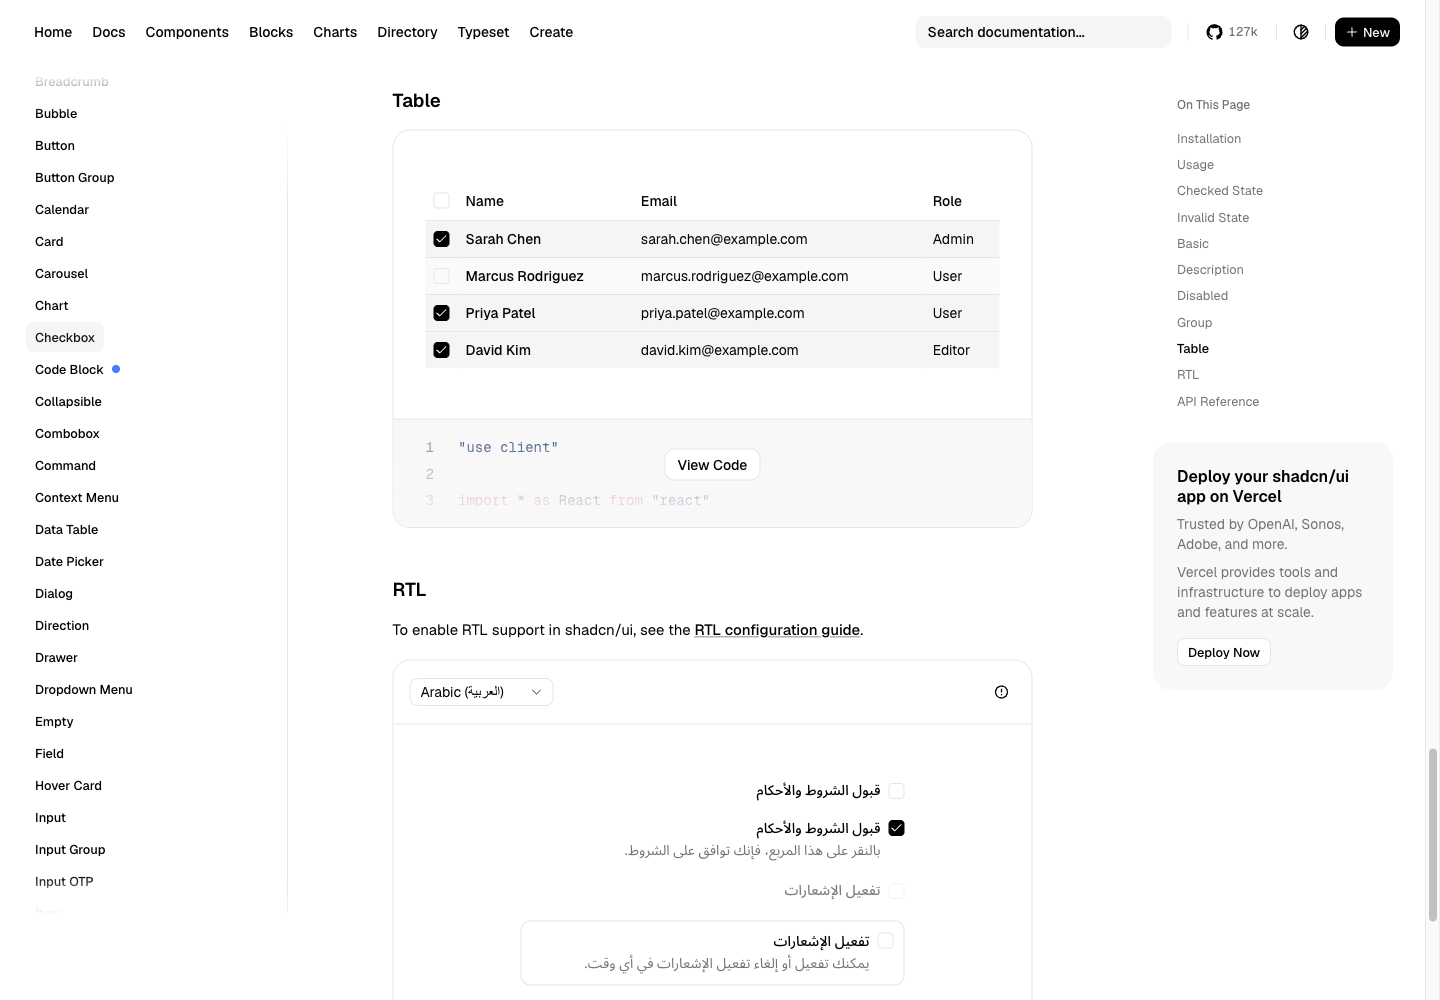 Home Docs Components Blocks Charts Directory Typeset Create
Search documentation...
127k
New
Breadcrumb
Bubble
Button
Button Group
Calendar
Card
Carousel
Chart
Checkbox
Code Block
Collapsible
Combobox
Command
Context Menu
Data Table
Date Picker
Dialog
Direction
Drawer
Dropdown Menu
Empty
Field
Hover Card
Input
Input Group
Input OTP
Table
Name Email Role
Sarah Chen sarah.chen@example.com Admin
Marcus Rodriguez marcus.rodriguez@example.com User
Priya Patel priya.patel@example.com User
David Kim david.kim@example.com Editor
1 "use client"
2
3 import * as React from "react"
View Code
RTL
To enable RTL support in shadcn/ui, see the RTL configuration guide.
Arabic (العربية)
قبول الشروط والأحكام
قبول الشروط والأحكام
بالنقر على هذا المربع، فإنك توافق على الشروط.
تفعيل الإشعارات
تفعيل الإشعارات
يمكنك تفعيل أو إلغاء تفعيل الإشعارات في أي وقت.
On This Page
Installation
Usage
Checked State
Invalid State
Basic
Description
Disabled
Group
Table
RTL
API Reference
Deploy your shadcn/ui
app on Vercel
Trusted by OpenAI, Sonos,
Adobe, and more.
Vercel provides tools and
infrastructure to deploy apps
and features at scale.
Deploy Now